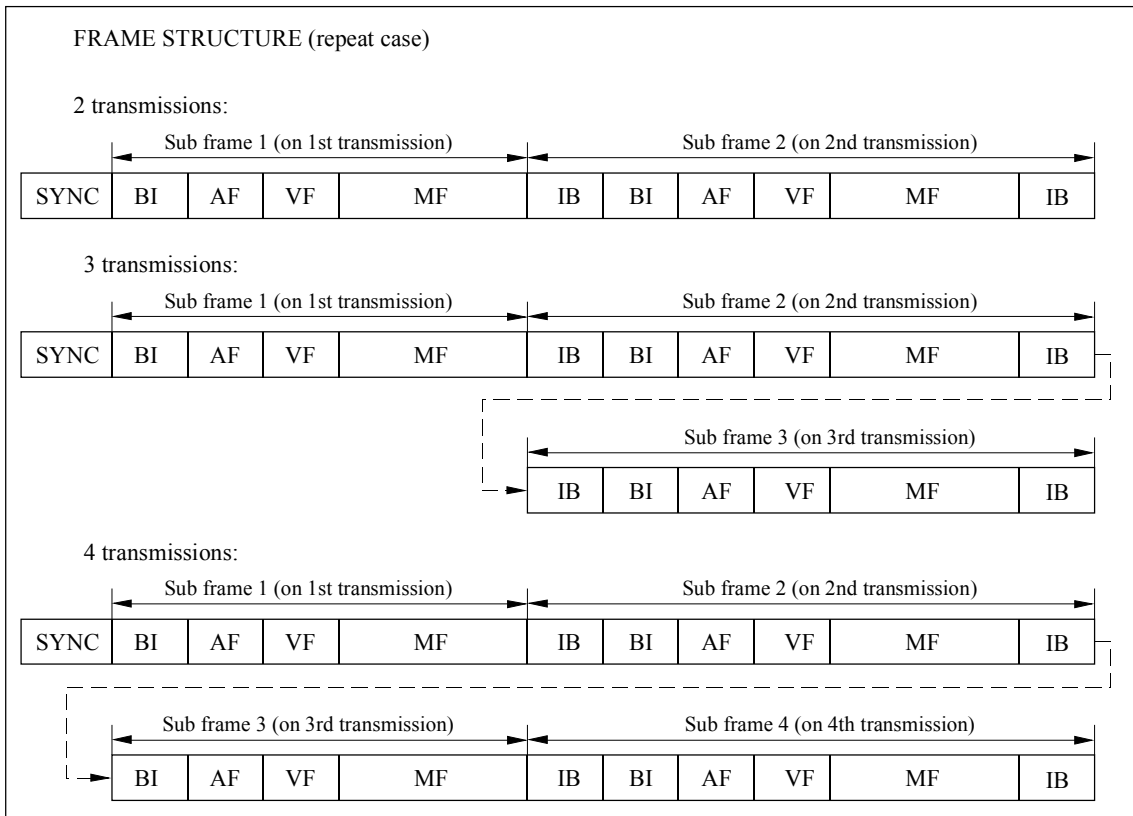 FRAME STRUCTURE (repeat case)
2 transmissions:
Sub frame 1 (on 1st transmission) Sub frame 2 (on 2nd transmission)
SYNC BI AF VF MF IB BI AF VF MF IB
3 transmissions:
Sub frame 1 (on 1st transmission) Sub frame 2 (on 2nd transmission)
SYNC BI AF VF MF IB BI AF VF MF IB
Sub frame 3 (on 3rd transmission)
IB BI AF VF MF IB
4 transmissions:
Sub frame 1 (on 1st transmission) Sub frame 2 (on 2nd transmission)
SYNC BI AF VF MF IB BI AF VF MF IB
Sub frame 3 (on 3rd transmission) Sub frame 4 (on 4th transmission)
BI AF VF MF IB BI AF VF MF IB